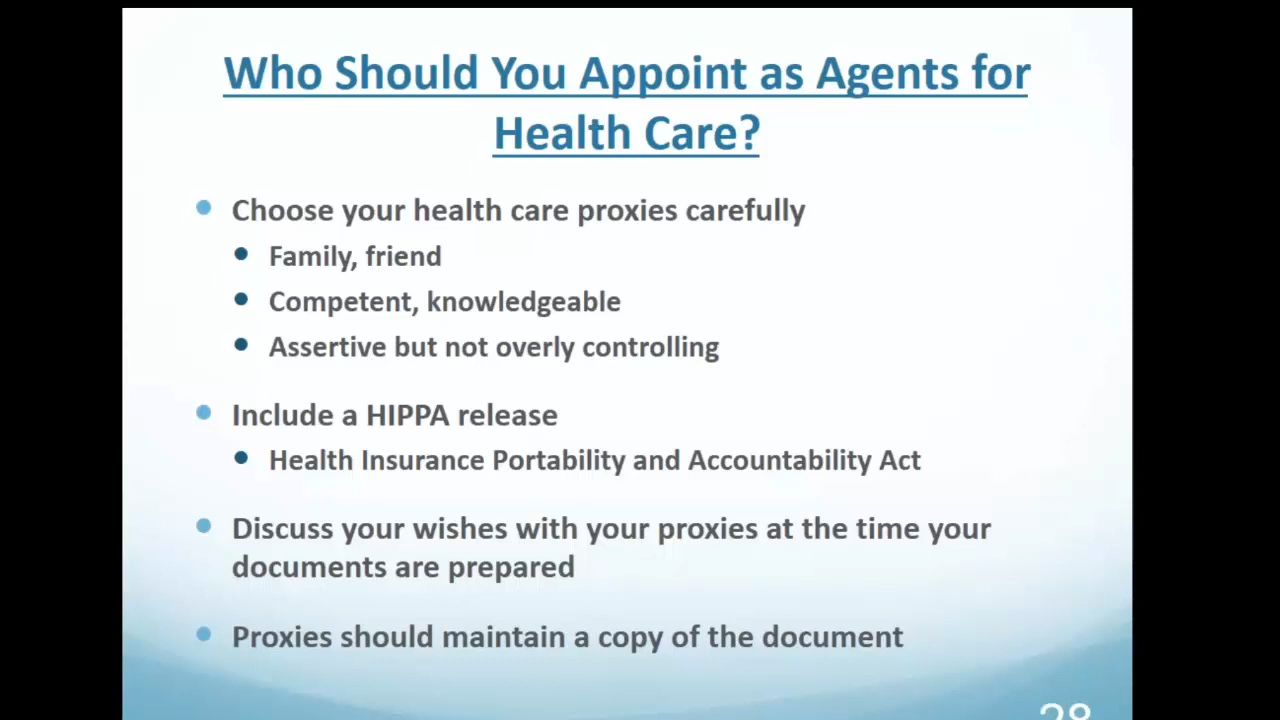 Who Should You Appoint as Agents for
Health Care?
Choose your health care proxies carefully
Family, friend
Competent, knowledgeable
Assertive but not overly controlling
Include a HIPPA release
Health Insurance Portability and Accountability Act
Discuss your wishes with your proxies at the time your
documents are prepared
Proxies should maintain a copy of the document
28